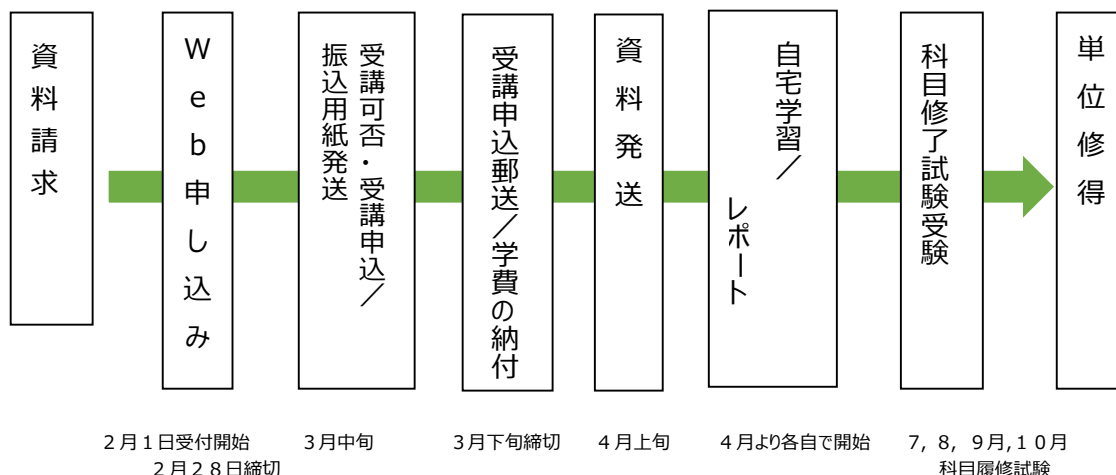 資料請求
Ｗｅｂ申し込み
受講可否・受講申込／
振込用紙発送
受講申込郵送／学費の納付
資料発送
自宅学習／
レポート
科目修了試験受験
単位修得
２月１日受付開始
２月２８日締切
３月中旬
３月下旬締切
４月上旬
４月より各自で開始
7，8，9月,１０月
科目履修試験